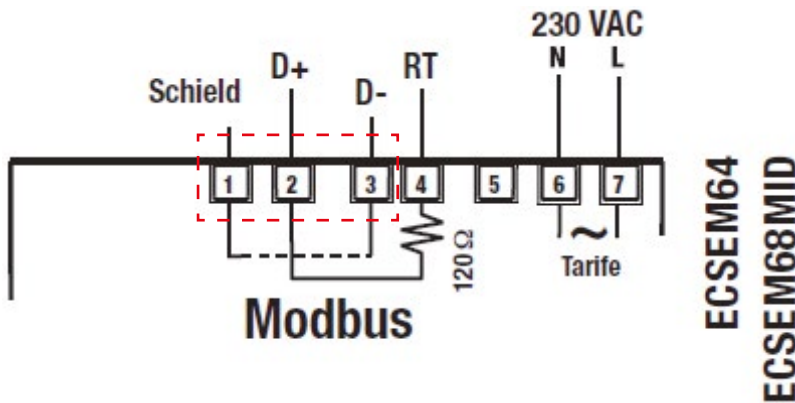 230 VAC
N L
D+ RT
Schield D-
1 2 3 4 5 6 7
120Ω
~
Tarife
Modbus
ECSEM64
ECSEM68MID